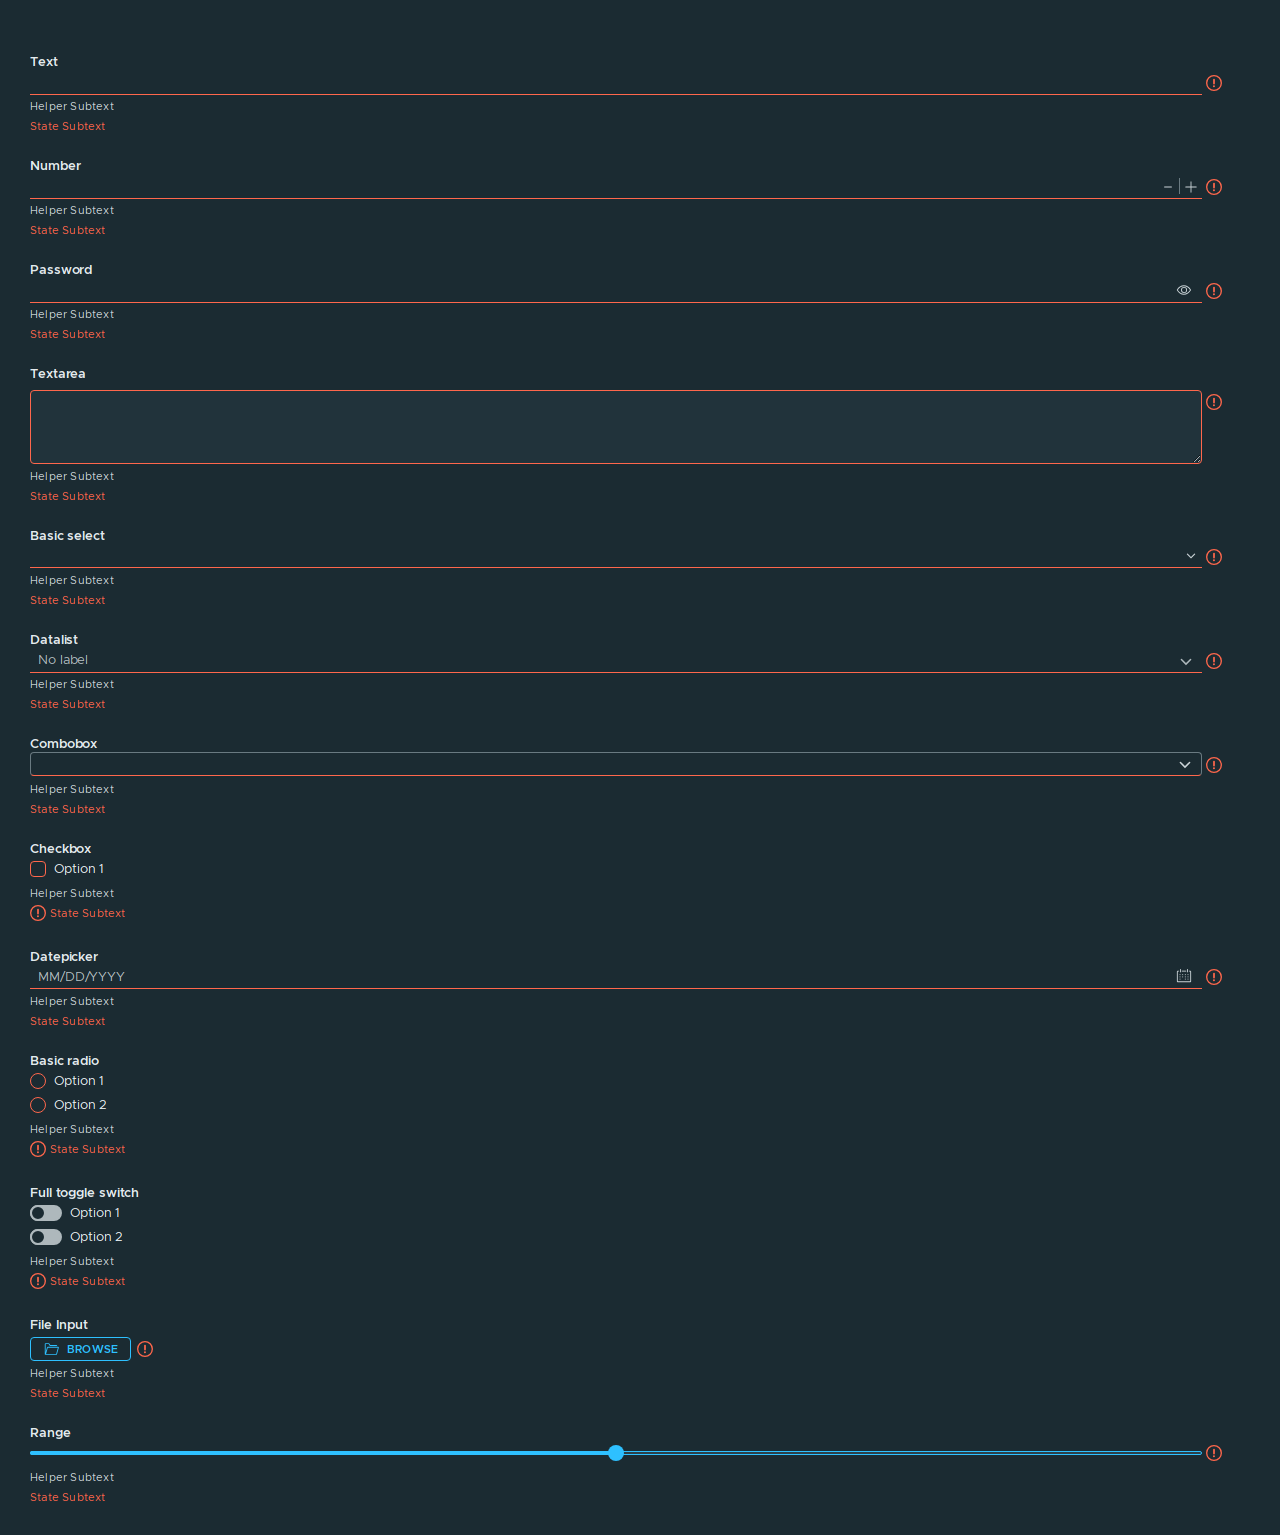 Text
Helper Subtext
State Subtext
Number
Helper Subtext
State Subtext
Password
Helper Subtext
State Subtext
Textarea
Helper Subtext
State Subtext
Basic select
Helper Subtext
State Subtext
Datalist
No label
Helper Subtext
State Subtext
Combobox
Helper Subtext
State Subtext
Checkbox
Option 1
Helper Subtext
State Subtext
Datepicker
MM/DD/YYYY
Helper Subtext
State Subtext
Basic radio
Option 1
Option 2
Helper Subtext
State Subtext
Full toggle switch
Option 1
Option 2
Helper Subtext
State Subtext
File Input
BROWSE
Helper Subtext
State Subtext
Range
Helper Subtext
State Subtext